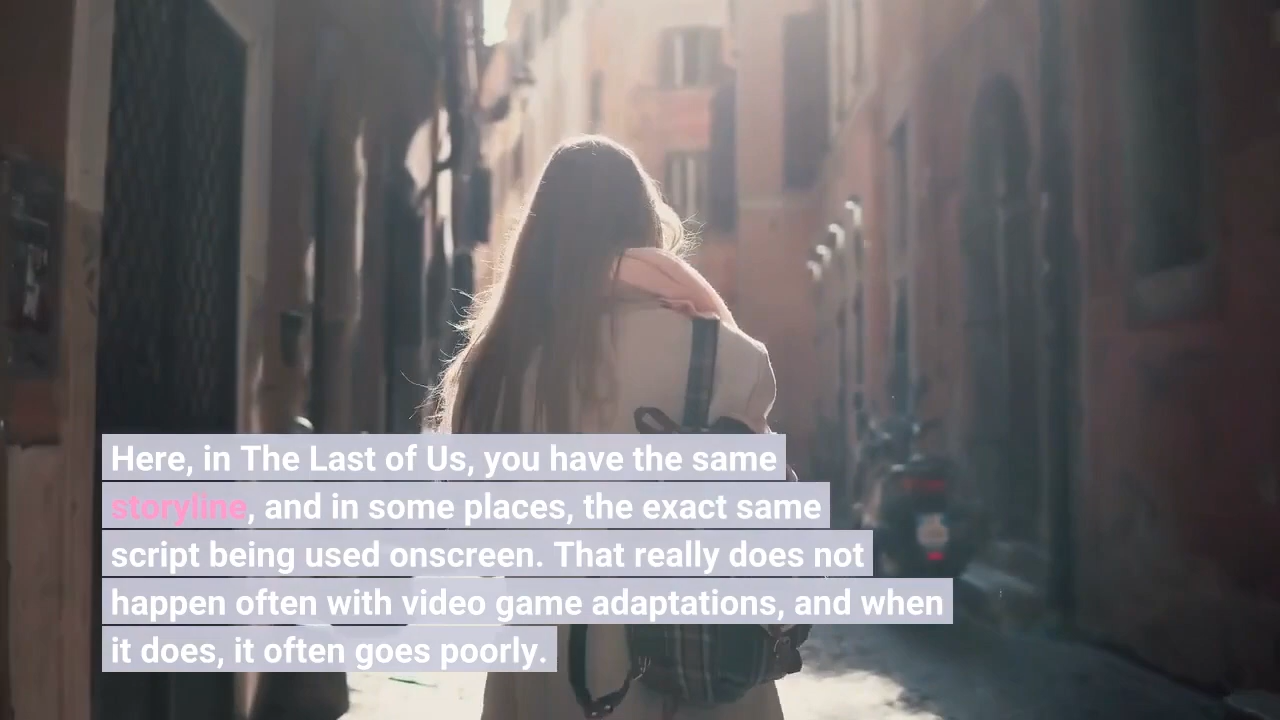 Here, in The Last of Us, you have the same
storyline, and in some places, the exact same
script being used onscreen. That really does not
happen often with video game adaptations, and when
it does, it often goes poorly.